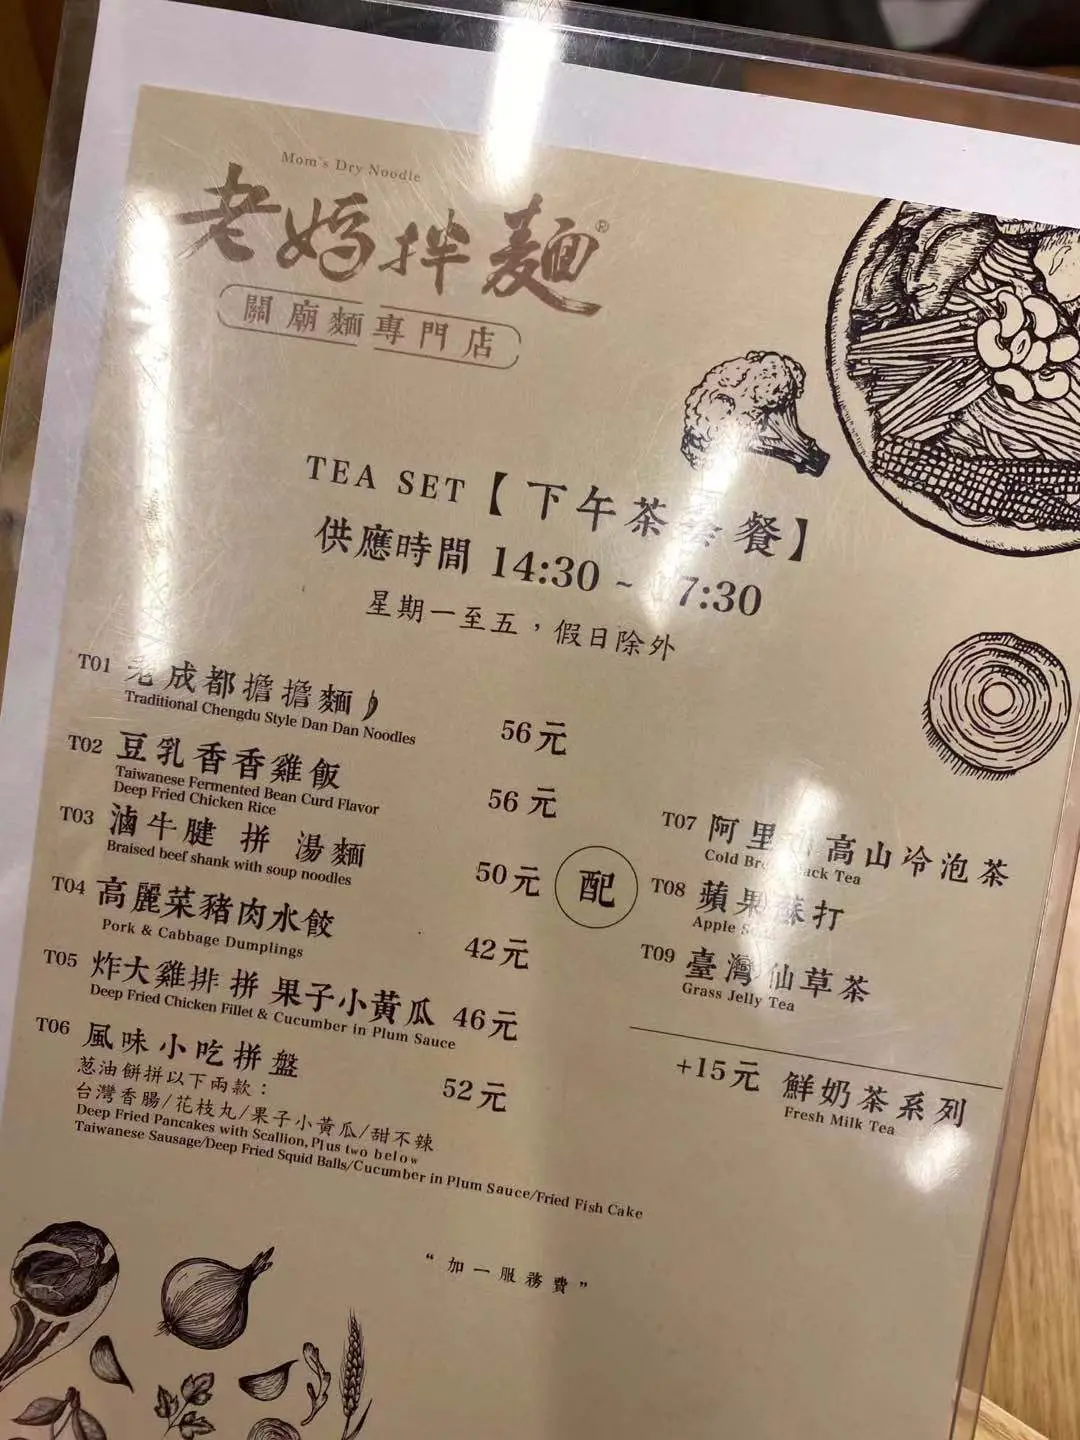 Mom's Dry Noodle
老媽拌麵®
關廟麵專門店
TEA SET【下午茶套餐】
供應時間 14:30 ~ 17:30
星期一至五，假日除外
T01 老成都擔擔麵
Traditional Chengdu Style Dan Dan Noodles
56元
T02 豆乳香香雞飯
Taiwanese Fermented Bean Curd Flavor
Deep Fried Chicken Rice
56元
T03 滷牛腱 拼 湯麵
Braised beef shank with soup noodles
50元
T04 高麗菜豬肉水餃
Pork & Cabbage Dumplings
42元
T05 炸大雞排 拼 果子小黃瓜 46元
Deep Fried Chicken Fillet & Cucumber in Plum Sauce
T06 風味小吃拼盤
52元
葱油餅拼以下兩款：
台灣香腸/花枝丸/果子小黃瓜/甜不辣
Deep Fried Pancakes with Scallion, Plus two below
Taiwanese Sausage/Deep Fried Squid Balls/Cucumber in Plum Sauce/Fried Fish Cake
配
T07 阿里山高山冷泡茶
Cold Brew Black Tea
T08 蘋果蘇打
Apple Soda
T09 臺灣仙草茶
Grass Jelly Tea
+15元 鮮奶茶系列
Fresh Milk Tea
“加一服務費”